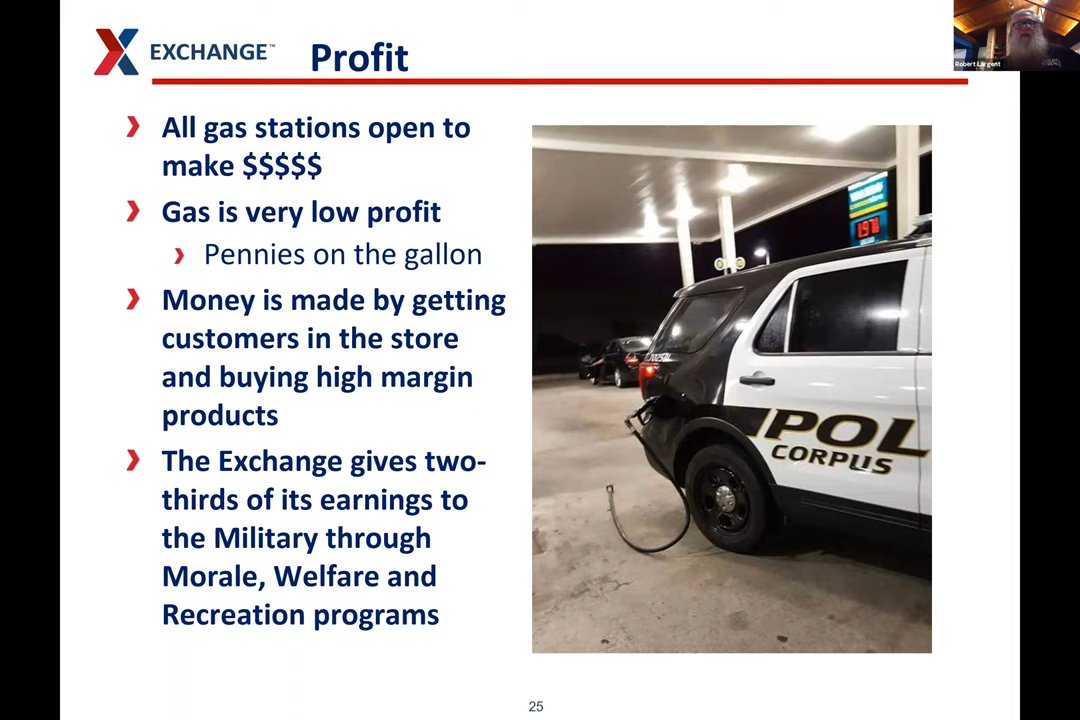 EXCHANGE™
Profit
Robert Largent
All gas stations open to
make $$$$$
Gas is very low profit
Pennies on the gallon
Money is made by getting
customers in the store
and buying high margin
products
The Exchange gives two-
thirds of its earnings to
the Military through
Morale, Welfare and
Recreation programs
VALERO
POL
CORPUS
25